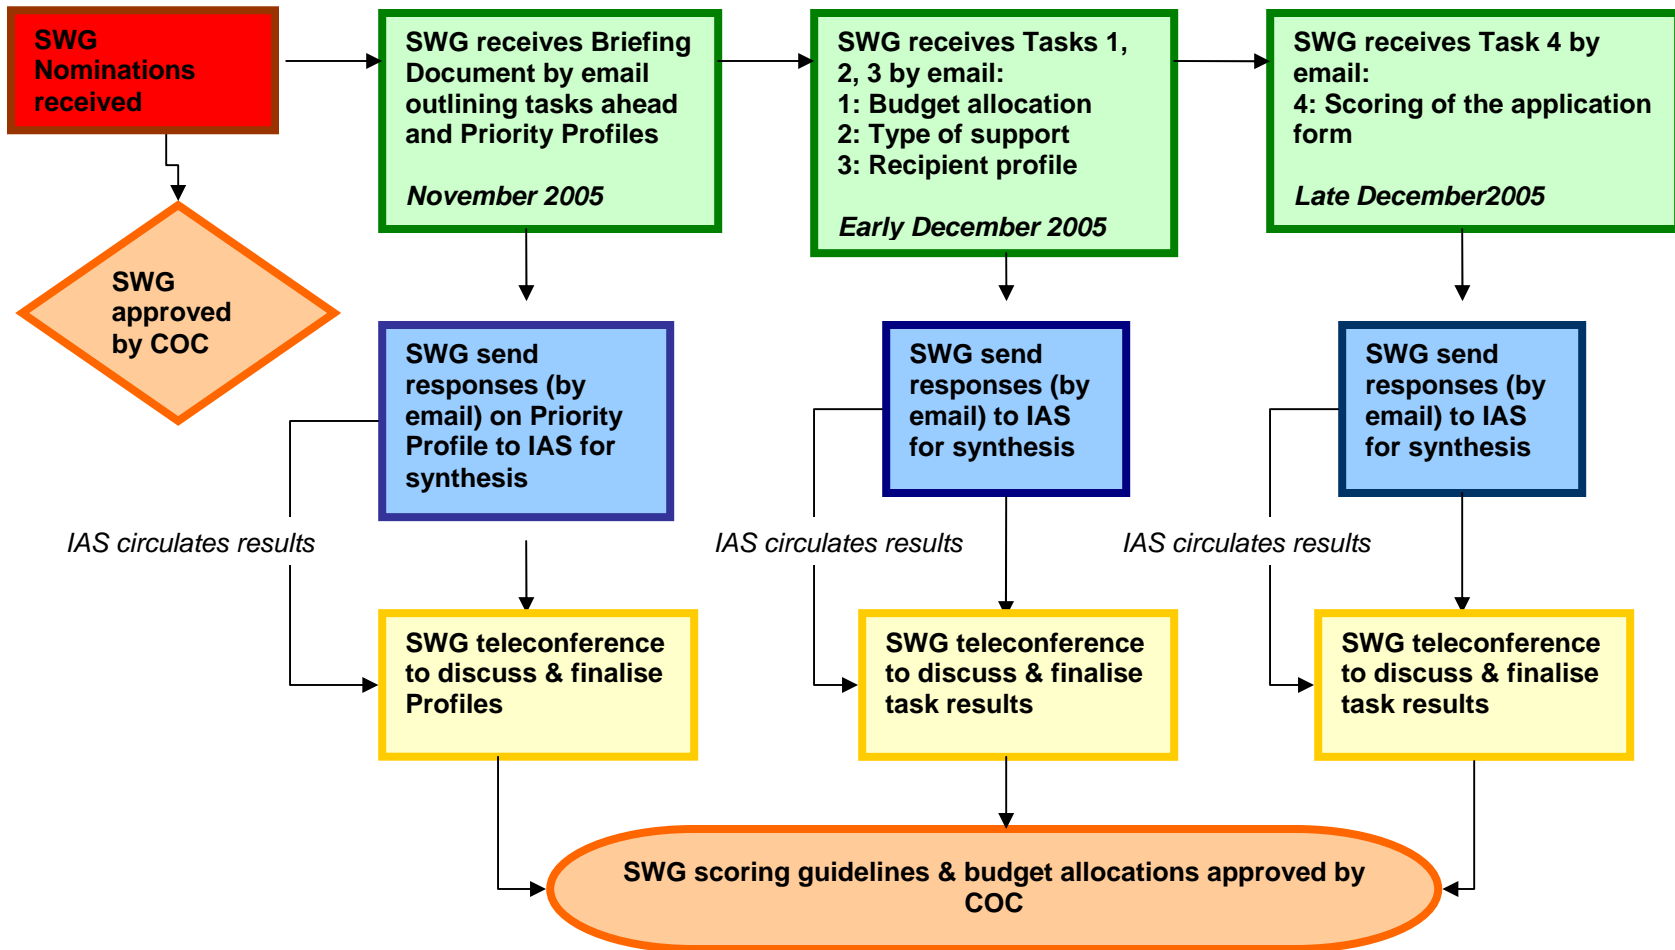 SWG
Nominations
received
SWG receives Briefing
Document by email
outlining tasks ahead
and Priority Profiles
November 2005
SWG receives Tasks 1,
2, 3 by email:
1: Budget allocation
2: Type of support
3: Recipient profile
Early December 2005
SWG receives Task 4 by
email:
4: Scoring of the application
form
Late December2005
SWG
approved
by COC
SWG send
responses (by
email) on Priority
Profile to IAS for
synthesis
SWG send
responses (by
email) to IAS
for synthesis
SWG send
responses (by
email) to IAS
for synthesis
IAS circulates results
IAS circulates results
IAS circulates results
SWG teleconference
to discuss & finalise
Profiles
SWG teleconference
to discuss & finalise
task results
SWG teleconference
to discuss & finalise
task results
SWG scoring guidelines & budget allocations approved by
COC